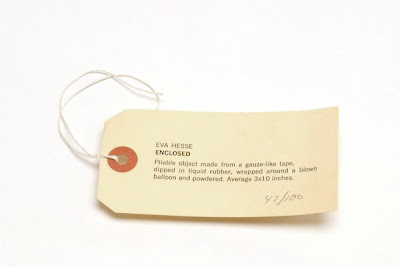 EVA HESSE
ENCLOSED
Pliable object made from a gauze-like tape,
dipped in liquid rubber, wrapped around a blown
balloon and powdered. Average 3x10 inches.
47/100